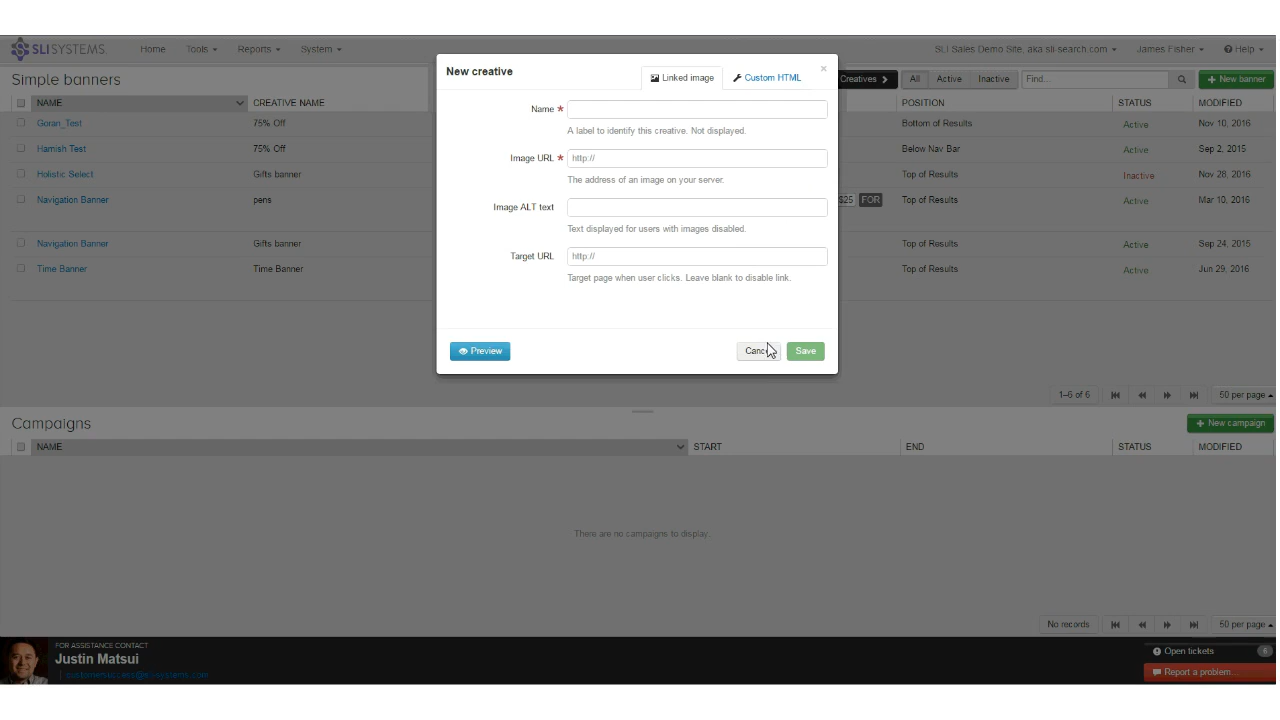 SLISYSTEMS.
Home Tools Reports System SLI Sales Demo Site, aka sli-search.com James Fisher Help
Simple banners Creatives All Active Inactive Find... New banner
NAME CREATIVE NAME POSITION STATUS MODIFIED
Goran_Test 75% Off Bottom of Results Active Nov 10, 2016
Hamish Test 75% Off Below Nav Bar Active Sep 2, 2015
Holistic Select Gifts banner Top of Results Inactive Nov 28, 2016
Navigation Banner pens $25 FOR Top of Results Active Mar 10, 2016
Navigation Banner Gifts banner Top of Results Active Sep 24, 2015
Time Banner Time Banner Top of Results Active Jun 29, 2016
New creative Linked image Custom HTML ×
Name *
A label to identify this creative. Not displayed.
Image URL * http://
The address of an image on your server.
Image ALT text
Text displayed for users with images disabled.
Target URL http://
Target page when user clicks. Leave blank to disable link.
Preview Save
1–6 of 6 50 per page
Campaigns New campaign
NAME START END STATUS MODIFIED
There are no campaigns to display.
No records 50 per page
FOR ASSISTANCE CONTACT
Justin Matsui
customersuccess@sli-systems.com
Open tickets 6
Report a problem...